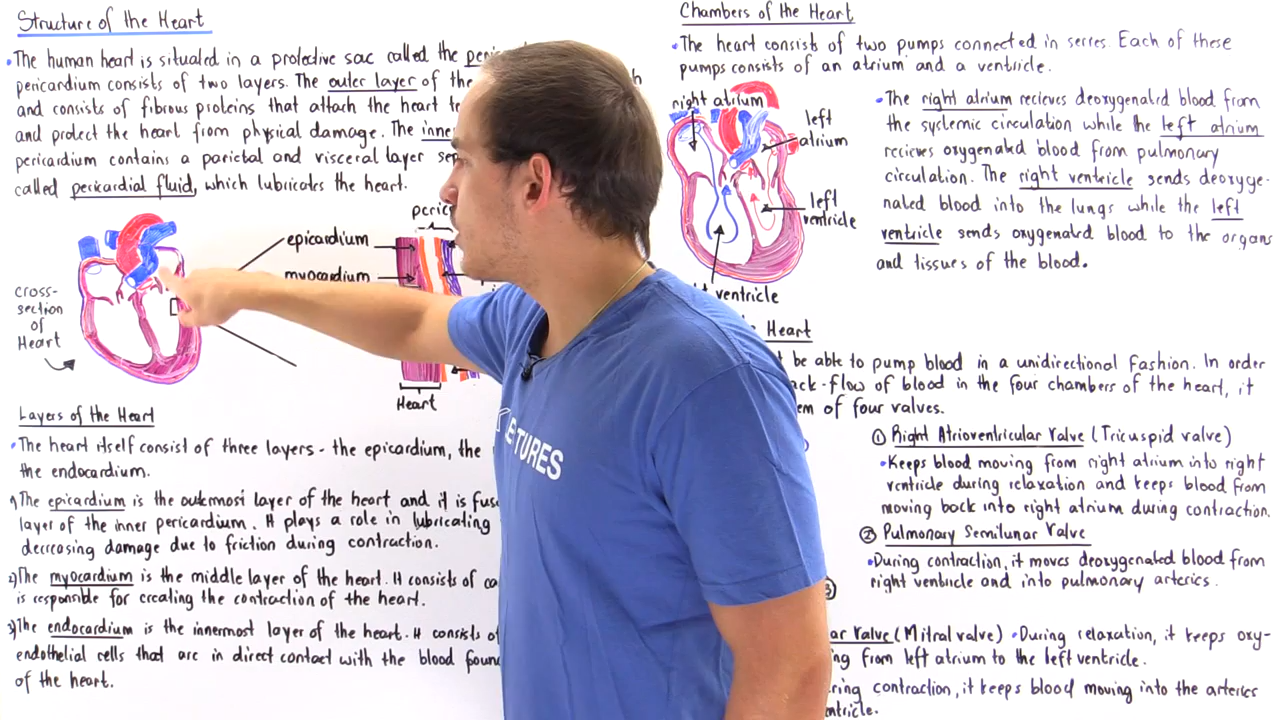 Structure of the Heart
•The human heart is situated in a protective sac called the
pericardium consists of two layers. The outer layer of the
and consists of fibrous proteins that attach the heart
and protect the heart from physical damage. The
pericardium contains a parietal and visceral layer
called pericardial fluid, which lubricates the heart.
epicardium
myocardium
cross-
section
of
Heart
Heart
Layers of the Heart
•The heart itself consist of three layers - the epicardium, the
the endocardium.
1)The epicardium is the outermost layer of the heart and it is
layer of the inner pericardium. It plays a role in lubricating
decreasing damage due to friction during contraction.
2)The myocardium is the middle layer of the heart. It consists of
is responsible for creating the contraction of the heart.
3)The endocardium is the innermost layer of the heart. It consists
endothelial cells that are in direct contact with the blood
of the heart.
ETURES
Chambers of the Heart
•The heart consists of two pumps connected in series. Each of these
pumps consists of an atrium and a ventricle.
right atrium
left
atrium
left
ventricle
ventricle
•The right atrium recieves deoxygenated blood from
the systemic circulation while the left atrium
recieves oxygenated blood from pulmonary
circulation. The right ventricle sends deoxyge-
nated blood into the lungs while the left
ventricle sends oxygenated blood to the organs
and tissues of the blood.
Heart
be able to pump blood in a unidirectional fashion. In order
back-flow of blood in the four chambers of the heart, it
of four valves.
① Right Atrioventricular Valve (Tricuspid valve)
•Keeps blood moving from right atrium into right
ventricle during relaxation and keeps blood from
moving back into right atrium during contraction.
② Pulmonary Semilunar Valve
•During contraction, it moves deoxygenated blood from
right ventricle and into pulmonary arteries.
③
Valve (Mitral valve) •During relaxation, it keeps oxy-
from left atrium to the left ventricle.
contraction, it keeps blood moving into the arteries